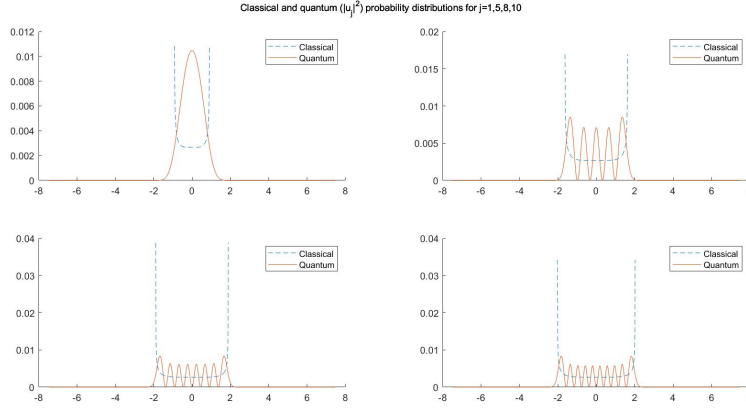 Classical and quantum (|u_j|^2) probability distributions for j=1,5,8,10
0.012
0.01
0.008
0.006
0.004
0.002
0
-8 -6 -4 -2 0 2 4 6 8
Classical
Quantum
0.02
0.015
0.01
0.005
0
-8 -6 -4 -2 0 2 4 6
Classical
Quantum
0.04
0.03
0.02
0.01
0
-8 -6 -4 -2 0 2 4 6 8
Classical
Quantum
0.04
0.03
0.02
0.01
0
-8 -6 -4 -2 0 2 4 6
Classical
Quantum